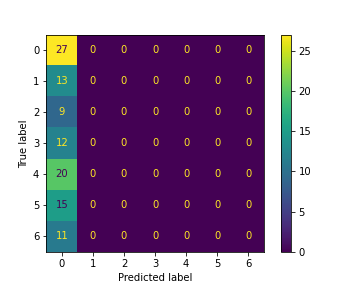 True label
0 27 0 0 0 0 0 0
1 13 0 0 0 0 0 0
2 9 0 0 0 0 0 0
3 12 0 0 0 0 0 0
4 20 0 0 0 0 0 0
5 15 0 0 0 0 0 0
6 11 0 0 0 0 0 0
0 1 2 3 4 5 6
Predicted label
25
20
15
10
5
0